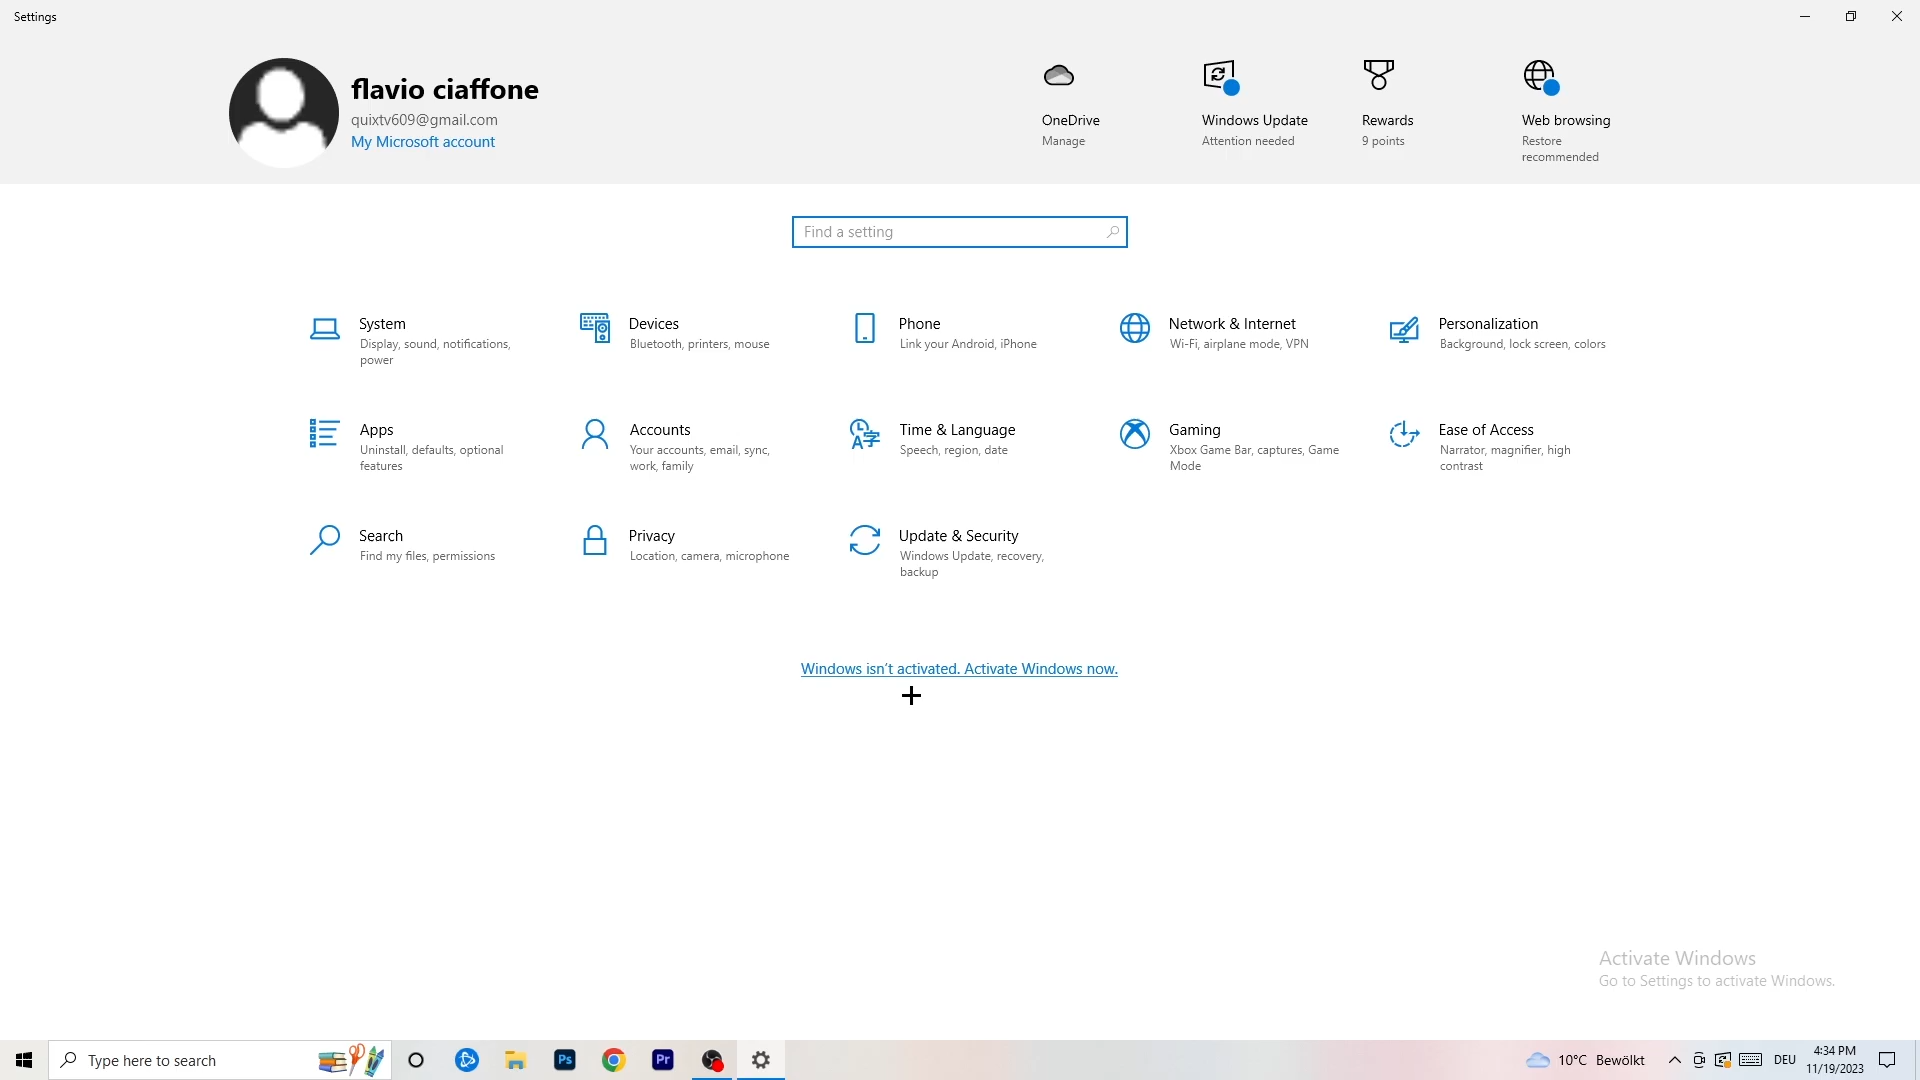 Settings
flavio ciaffone
quixtv609@gmail.com
My Microsoft account
OneDrive
Manage
Windows Update
Attention needed
Rewards
9 points
Web browsing
Restore
recommended
Find a setting
System
Display, sound, notifications,
power
Devices
Bluetooth, printers, mouse
Phone
Link your Android, iPhone
Network & Internet
Wi-Fi, airplane mode, VPN
Personalization
Background, lock screen, colors
Apps
Uninstall, defaults, optional
features
Accounts
Your accounts, email, sync,
work, family
Time & Language
Speech, region, date
Gaming
Xbox Game Bar, captures, Game
Mode
Ease of Access
Narrator, magnifier, high
contrast
Search
Find my files, permissions
Privacy
Location, camera, microphone
Update & Security
Windows Update, recovery,
backup
Windows isn't activated. Activate Windows now.
Activate Windows
Go to Settings to activate Windows.
Type here to search
Ps
Pr
10°C Bewölkt
DEU
4:34 PM
11/19/2023